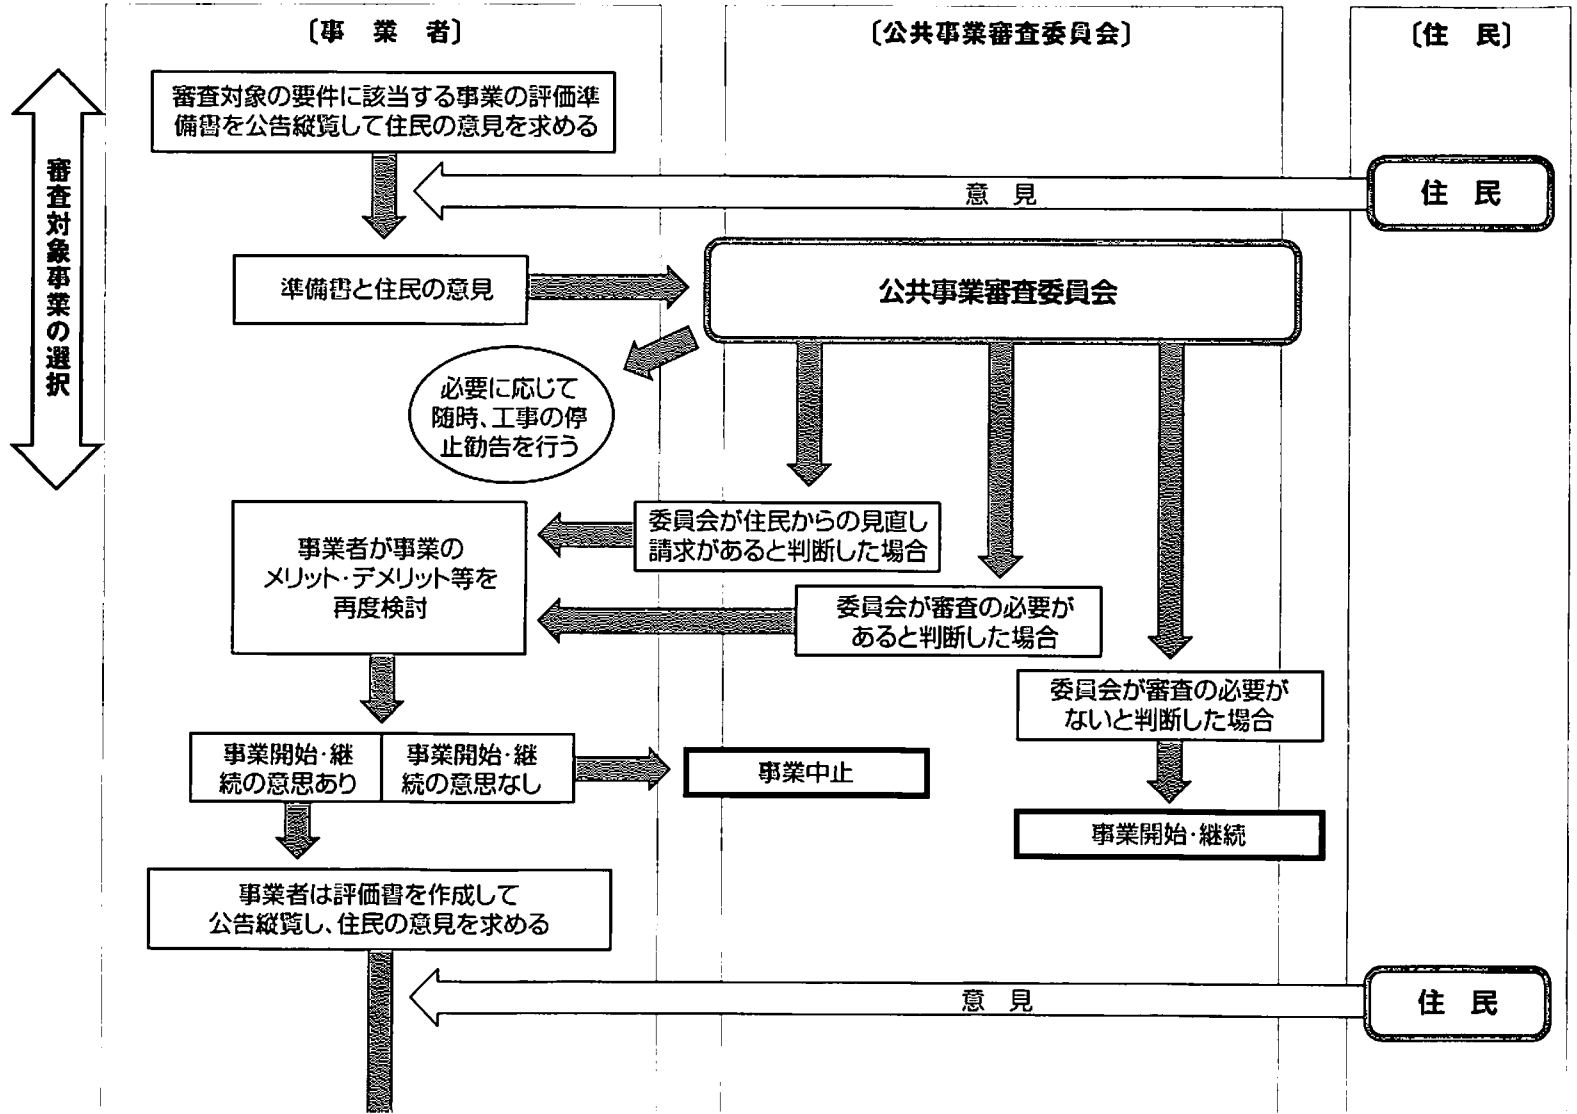 〔事　業　者〕
〔公共事業審査委員会〕
〔住　民〕
審査対象事業の選択
審査対象の要件に該当する事業の評価準
備書を公告縦覧して住民の意見を求める
意　見
住　民
準備書と住民の意見
公共事業審査委員会
必要に応じて
随時、工事の停
止勧告を行う
委員会が住民からの見直し
請求があると判断した場合
事業者が事業の
メリット・デメリット等を
再度検討
委員会が審査の必要が
あると判断した場合
委員会が審査の必要が
ないと判断した場合
事業開始・継
続の意思あり
事業開始・継
続の意思なし
事業中止
事業開始・継続
事業者は評価書を作成して
公告縦覧し、住民の意見を求める
意　見
住　民